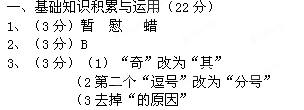 一、基础知识积累与运用（22 分）
1、（3 分）暂 慰 蜡
2、（3 分）B
3、（3 分）（1）“奇”改为“其”
（2 第二个“逗号”改为“分号”
（3 去掉“的原因”